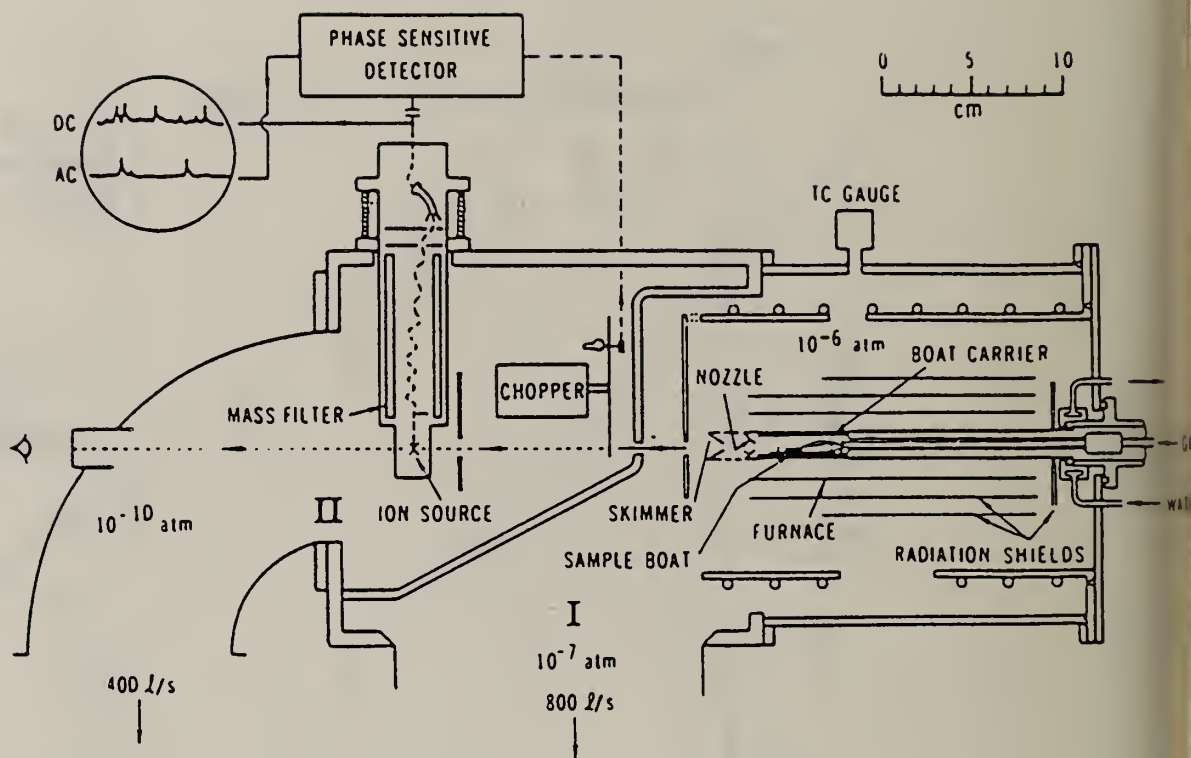 PHASE SENSITIVE
DETECTOR
0 5 10
cm
DC
AC
TC GAUGE
10⁻⁶ atm
BOAT CARRIER
NOZZLE
CHOPPER
MASS FILTER
10⁻¹⁰ atm
II
ION SOURCE
SKIMMER
FURNACE
SAMPLE BOAT
RADIATION SHIELDS
I
10⁻⁷ atm
400 ℓ/s
800 ℓ/s